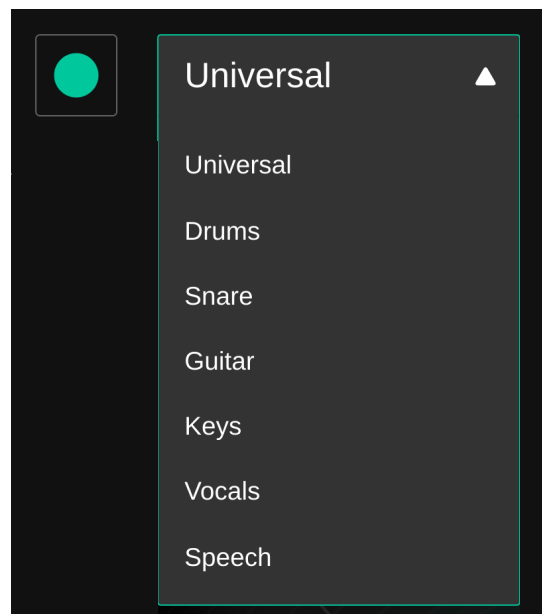 Universal
Universal
Drums
Snare
Guitar
Keys
Vocals
Speech